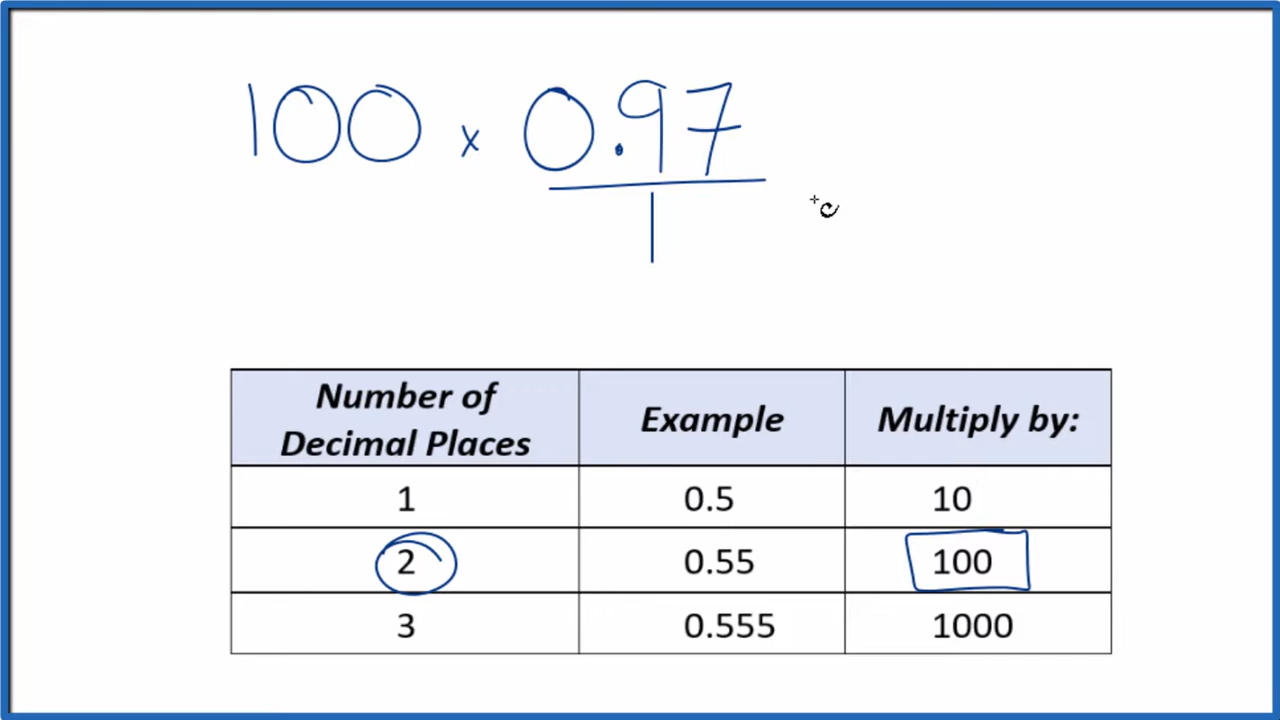 100 x 0.97
1
Number of Decimal Places Example Multiply by:
1 0.5 10
2 0.55 100
3 0.555 1000